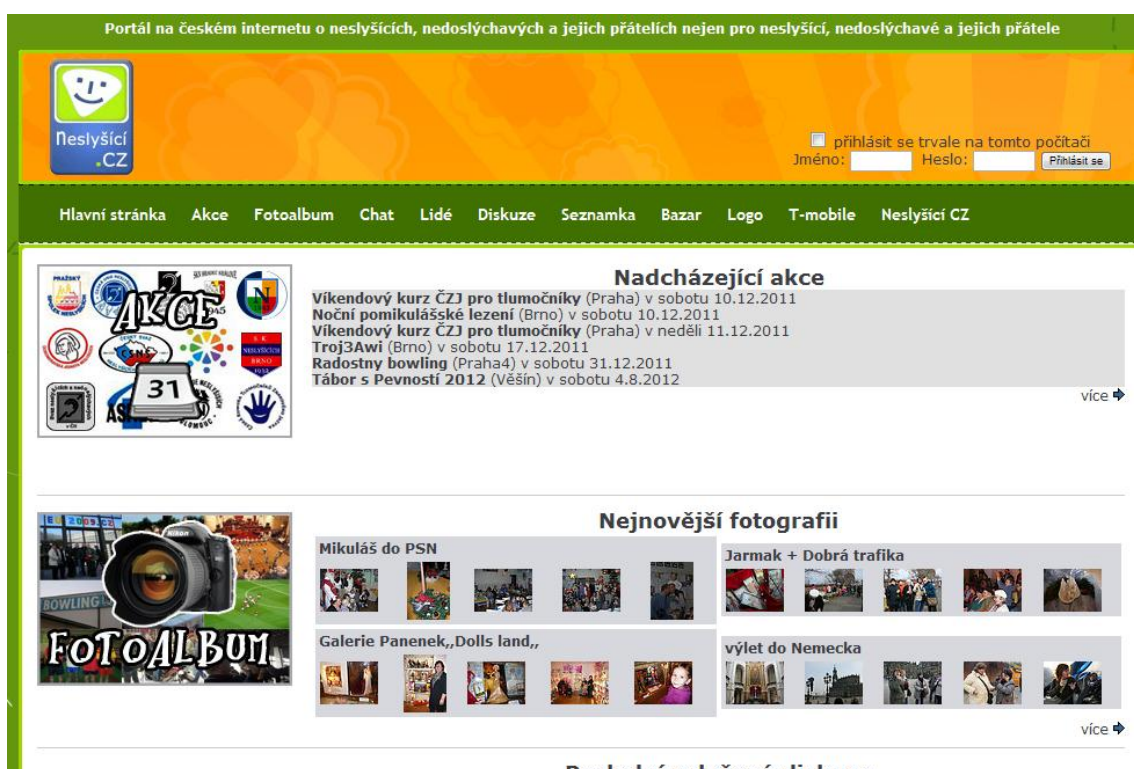 Portál na českém internetu o neslyšících, nedoslýchavých a jejich přátelích nejen pro neslyšící, nedoslýchavé a jejich přátele
neslyšící
.CZ
přihlásit se trvale na tomto počítači
Jméno: Heslo: Přihlásit se
Hlavní stránka Akce Fotoalbum Chat Lidé Diskuze Seznamka Bazar Logo T-mobile Neslyšící CZ
AKCE
31
Nadcházející akce
Víkendový kurz ČZJ pro tlumočníky (Praha) v sobotu 10.12.2011
Noční pomikulášské lezení (Brno) v sobotu 10.12.2011
Víkendový kurz ČZJ pro tlumočníky (Praha) v neděli 11.12.2011
Troj3Awi (Brno) v sobotu 17.12.2011
Radostny bowling (Praha4) v sobotu 31.12.2011
Tábor s Pevností 2012 (Věšín) v sobotu 4.8.2012
více
FOTOALBUM
Nejnovější fotografii
Mikuláš do PSN
Jarmak + Dobrá trafika
Galerie Panenek,,Dolls land,,
výlet do Nemecka
více